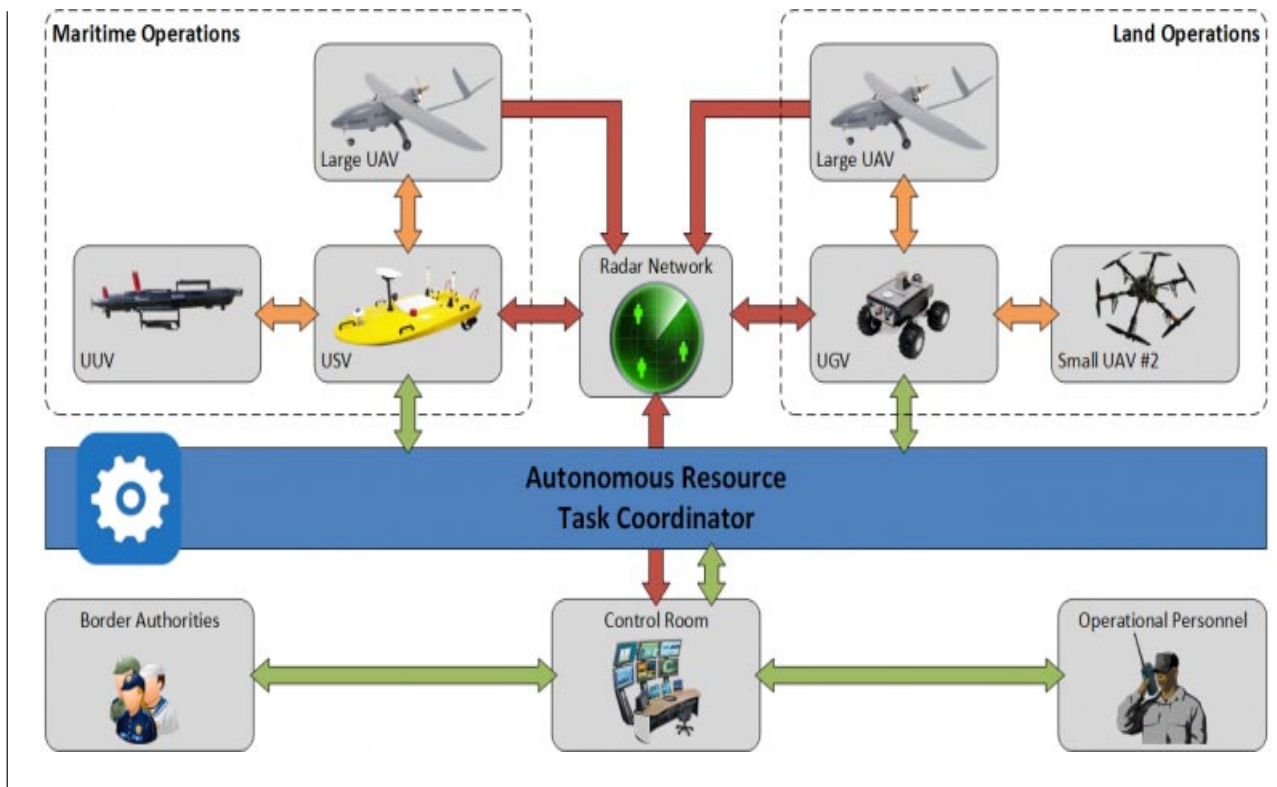 Maritime Operations
Land Operations
Large UAV
Large UAV
Radar Network
UUV
USV
UGV
Small UAV #2
Autonomous Resource
Task Coordinator
Border Authorities
Control Room
Operational Personnel